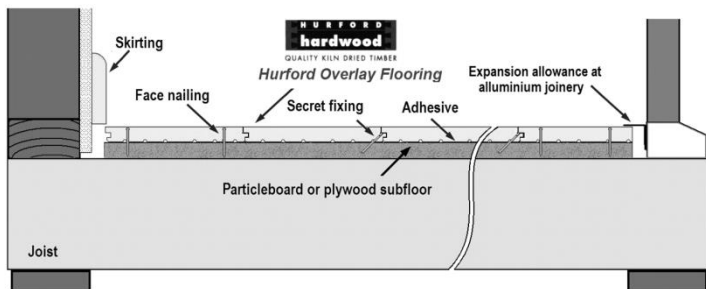 HURFORD
hardwood
QUALITY KILN DRIED TIMBER
Hurford Overlay Flooring
Skirting
Face nailing
Secret fixing
Adhesive
Expansion allowance at
alluminium joinery
Particleboard or plywood subfloor
Joist